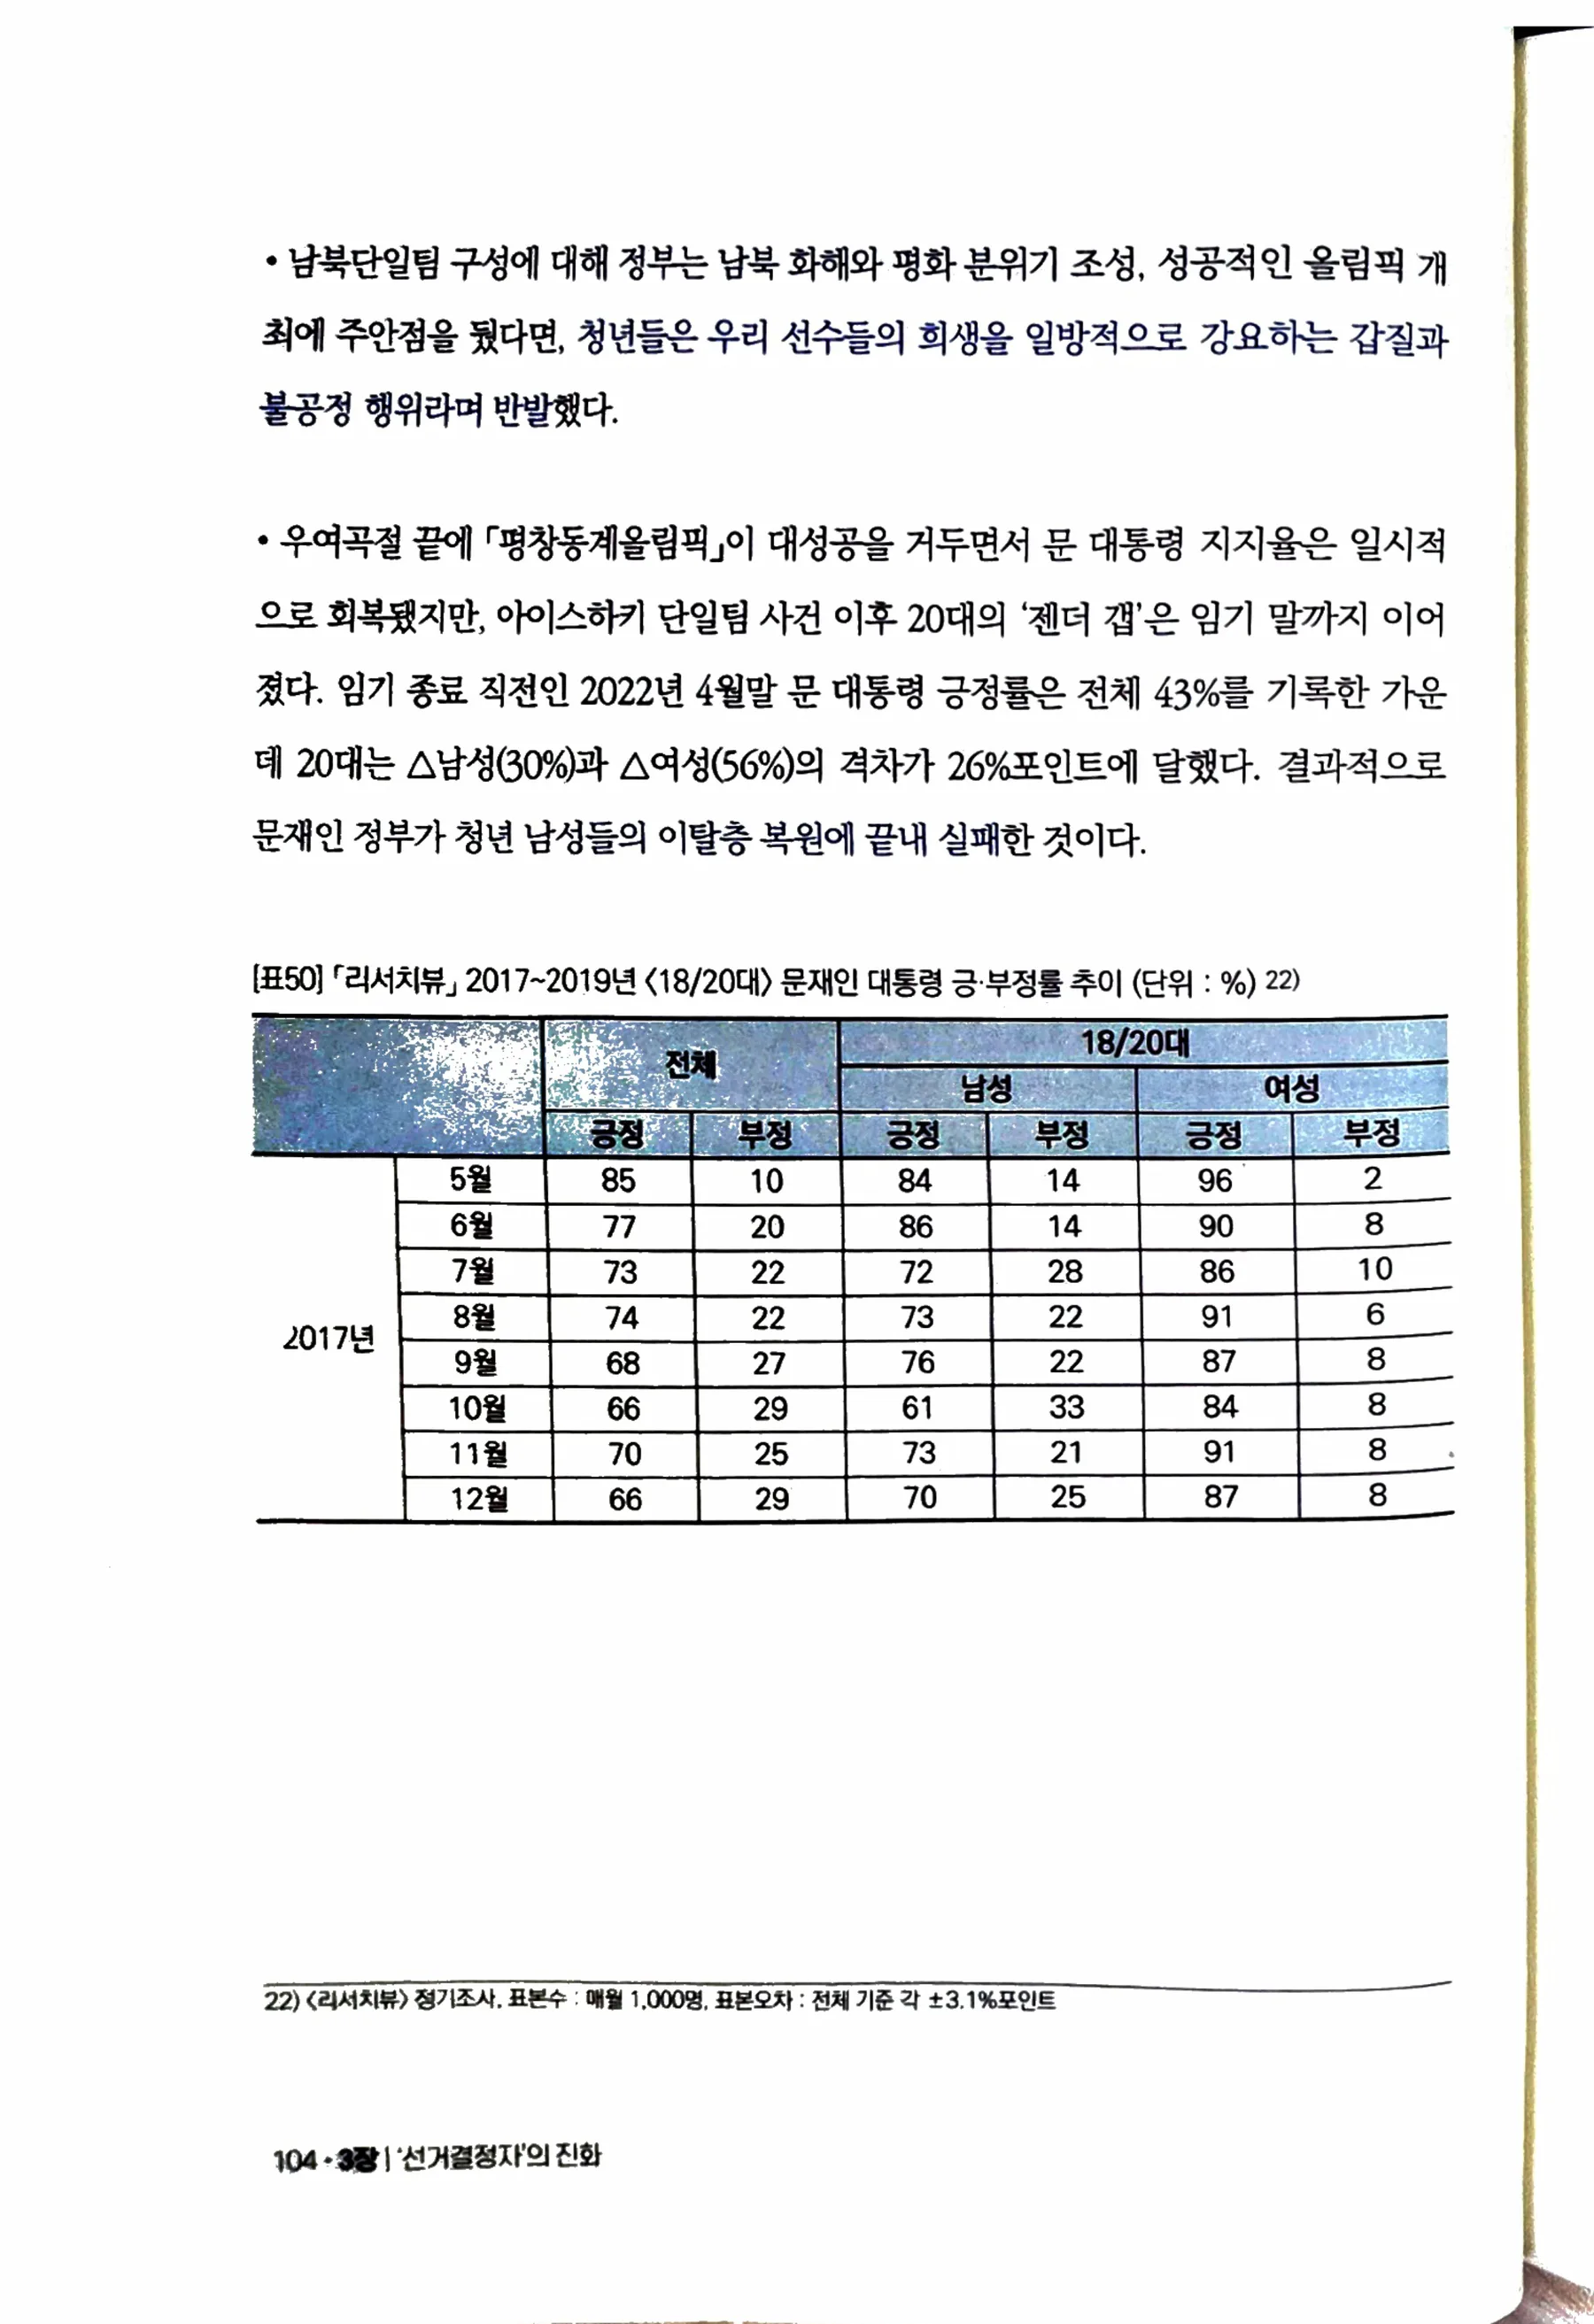 • 남북단일팀 구성에 대해 정부는 남북 화해와 평화 분위기 조성, 성공적인 올림픽 개
최에 주안점을 뒀다면, 청년들은 우리 선수들의 희생을 일방적으로 강요하는 갑질과
불공정 행위라며 반발했다.
• 우여곡절 끝에 「평창동계올림픽」이 대성공을 거두면서 문 대통령 지지율은 일시적
으로 회복됐지만, 아이스하키 단일팀 사건 이후 20대의 ‘젠더 갭’은 임기 말까지 이어
졌다. 임기 종료 직전인 2022년 4월말 문 대통령 긍정률은 전체 43%를 기록한 가운
데 20대는 △남성(30%)과 △여성(56%)의 격차가 26%포인트에 달했다. 결과적으로
문재인 정부가 청년 남성들의 이탈층 복원에 끝내 실패한 것이다.
[표50] 「리서치뷰」 2017~2019년 〈18/20대〉 문재인 대통령 긍·부정률 추이 (단위 : %) 22)
전체 18/20대
남성 여성
긍정 부정 긍정 부정 긍정 부정
2017년
5월 85 10 84 14 96 2
6월 77 20 86 14 90 8
7월 73 22 72 28 86 10
8월 74 22 73 22 91 6
9월 68 27 76 22 87 8
10월 66 29 61 33 84 8
11월 70 25 73 21 91 8
12월 66 29 70 25 87 8
22) 〈리서치뷰〉 정기조사, 표본수 : 매월 1,000명, 표본오차 : 전체 기준 각 ±3.1%포인트
104 • 3장 | ‘선거결정자’의 진화